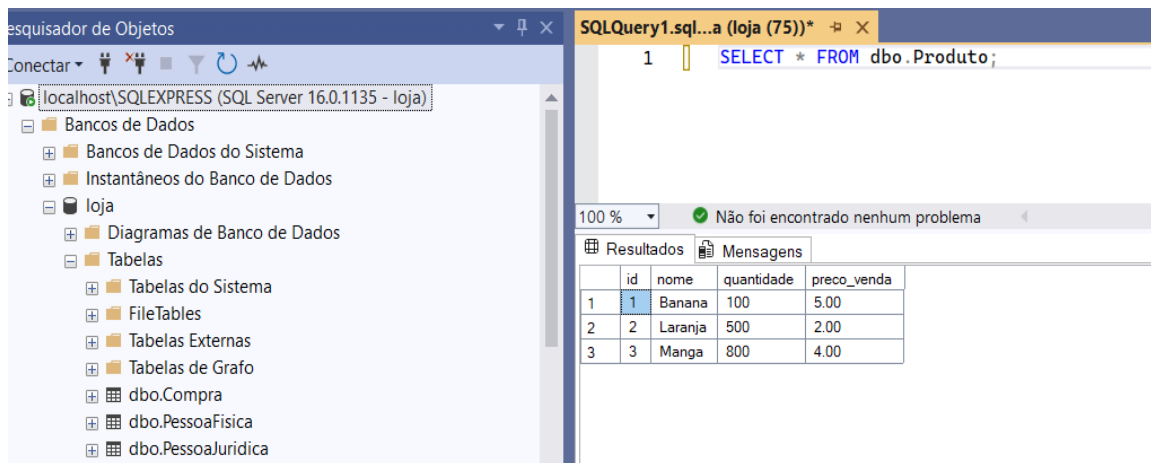 esquisador de Objetos
Conectar
localhost\SQLEXPRESS (SQL Server 16.0.1135 - loja)
Bancos de Dados
Bancos de Dados do Sistema
Instantâneos do Banco de Dados
loja
Diagramas de Banco de Dados
Tabelas
Tabelas do Sistema
FileTables
Tabelas Externas
Tabelas de Grafo
dbo.Compra
dbo.PessoaFisica
dbo.PessoaJuridica
SQLQuery1.sql...a (loja (75))*
1 SELECT * FROM dbo.Produto;
100 % Não foi encontrado nenhum problema
Resultados Mensagens
id nome quantidade preco_venda
1 1 Banana 100 5.00
2 2 Laranja 500 2.00
3 3 Manga 800 4.00